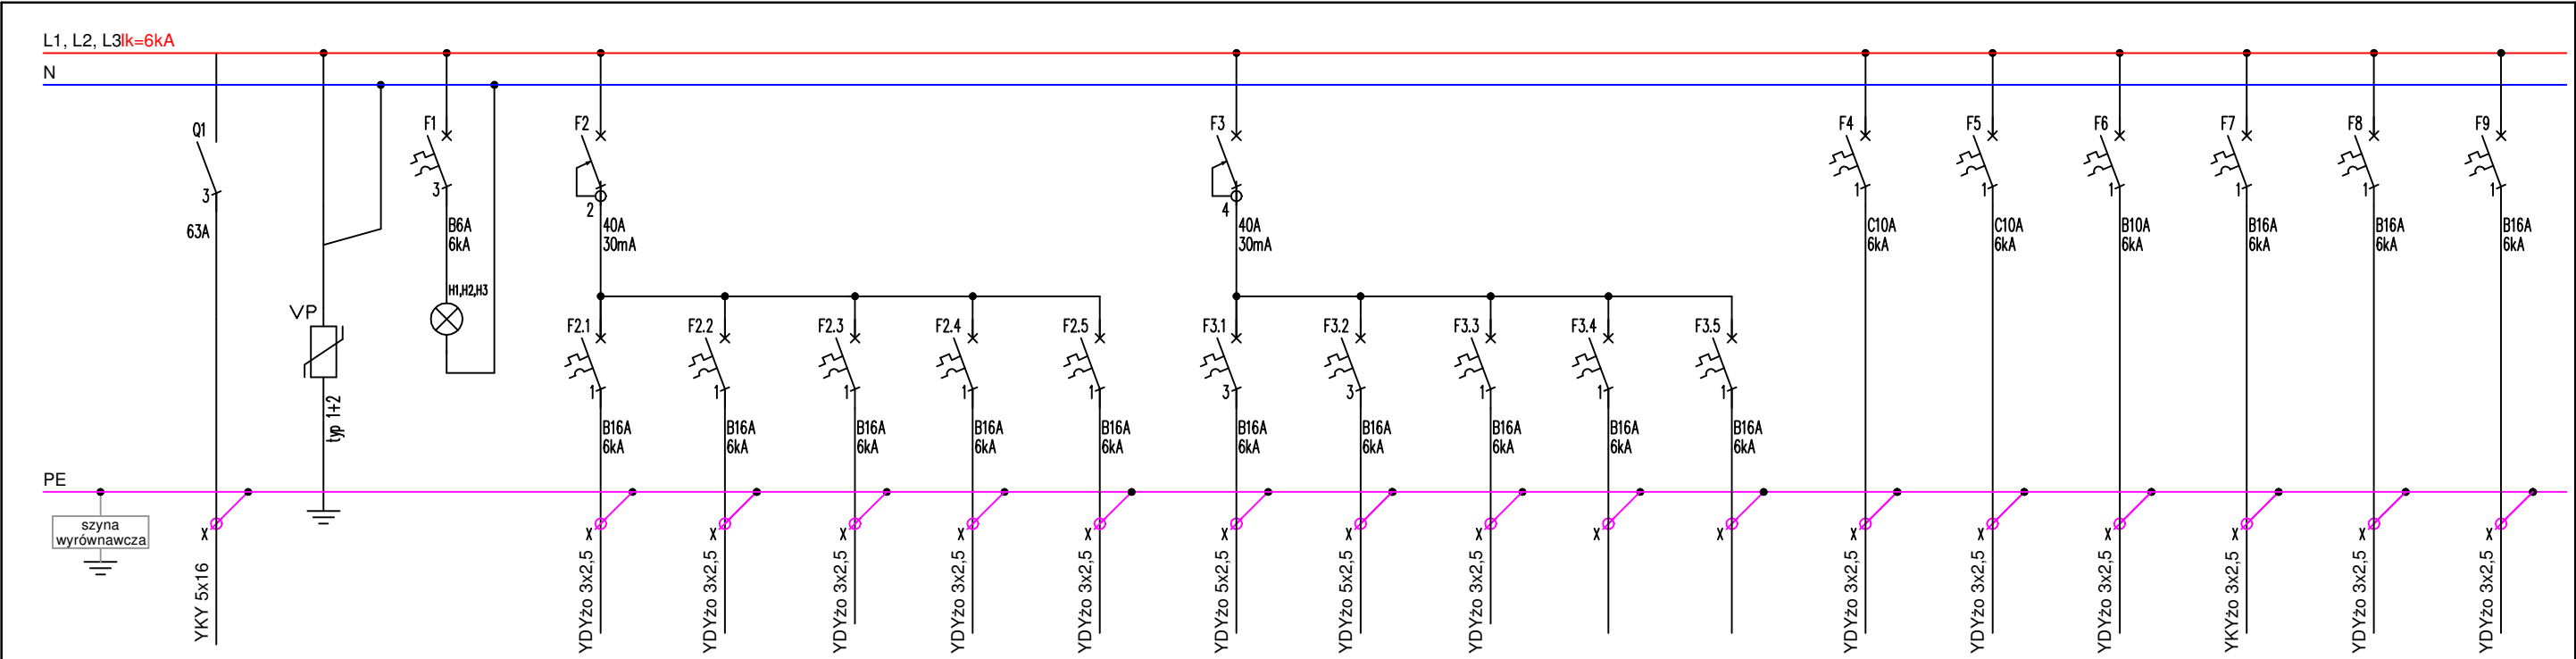 L1, L2, L3Ik=6kA
N
Q1
3
63A
VP
typ 1+2
F1
3
B6A
6kA
H1,H2,H3
F2
2
40A
30mA
F3
4
40A
30mA
F4
1
C10A
6kA
F5
1
C10A
6kA
F6
1
B10A
6kA
F7
1
B16A
6kA
F8
1
B16A
6kA
F9
1
B16A
6kA
F2.1
1
B16A
6kA
F2.2
1
B16A
6kA
F2.3
1
B16A
6kA
F2.4
1
B16A
6kA
F2.5
1
B16A
6kA
F3.1
3
B16A
6kA
F3.2
3
B16A
6kA
F3.3
1
B16A
6kA
F3.4
1
B16A
6kA
F3.5
1
B16A
6kA
PE
szyna
wyrównawcza
X
YKY 5x16
X
YDYżo 3x2,5
X
YDYżo 3x2,5
X
YDYżo 3x2,5
X
YDYżo 3x2,5
X
YDYżo 3x2,5
X
YDYżo 5x2,5
X
YDYżo 5x2,5
X
YDYżo 3x2,5
X
X
X
YDYżo 3x2,5
X
YDYżo 3x2,5
X
YDYżo 3x2,5
X
YKYżo 3x2,5
X
YDYżo 3x2,5
X
YDYżo 3x2,5